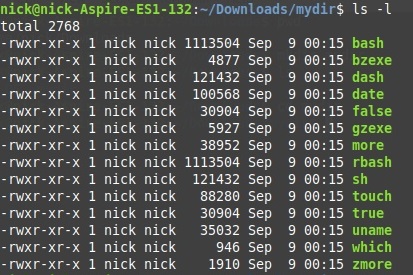 nick@nick-Aspire-ES1-132:~/Downloads/mydir$ ls -l
total 2768
-rwxr-xr-x 1 nick nick 1113504 Sep  9 00:15 bash
-rwxr-xr-x 1 nick nick    4877 Sep  9 00:15 bzexe
-rwxr-xr-x 1 nick nick  121432 Sep  9 00:15 dash
-rwxr-xr-x 1 nick nick  100568 Sep  9 00:15 date
-rwxr-xr-x 1 nick nick   30904 Sep  9 00:15 false
-rwxr-xr-x 1 nick nick    5927 Sep  9 00:15 gzexe
-rwxr-xr-x 1 nick nick   38952 Sep  9 00:15 more
-rwxr-xr-x 1 nick nick 1113504 Sep  9 00:15 rbash
-rwxr-xr-x 1 nick nick  121432 Sep  9 00:15 sh
-rwxr-xr-x 1 nick nick   88280 Sep  9 00:15 touch
-rwxr-xr-x 1 nick nick   30904 Sep  9 00:15 true
-rwxr-xr-x 1 nick nick   35032 Sep  9 00:15 uname
-rwxr-xr-x 1 nick nick     946 Sep  9 00:15 which
-rwxr-xr-x 1 nick nick    1910 Sep  9 00:15 zmore